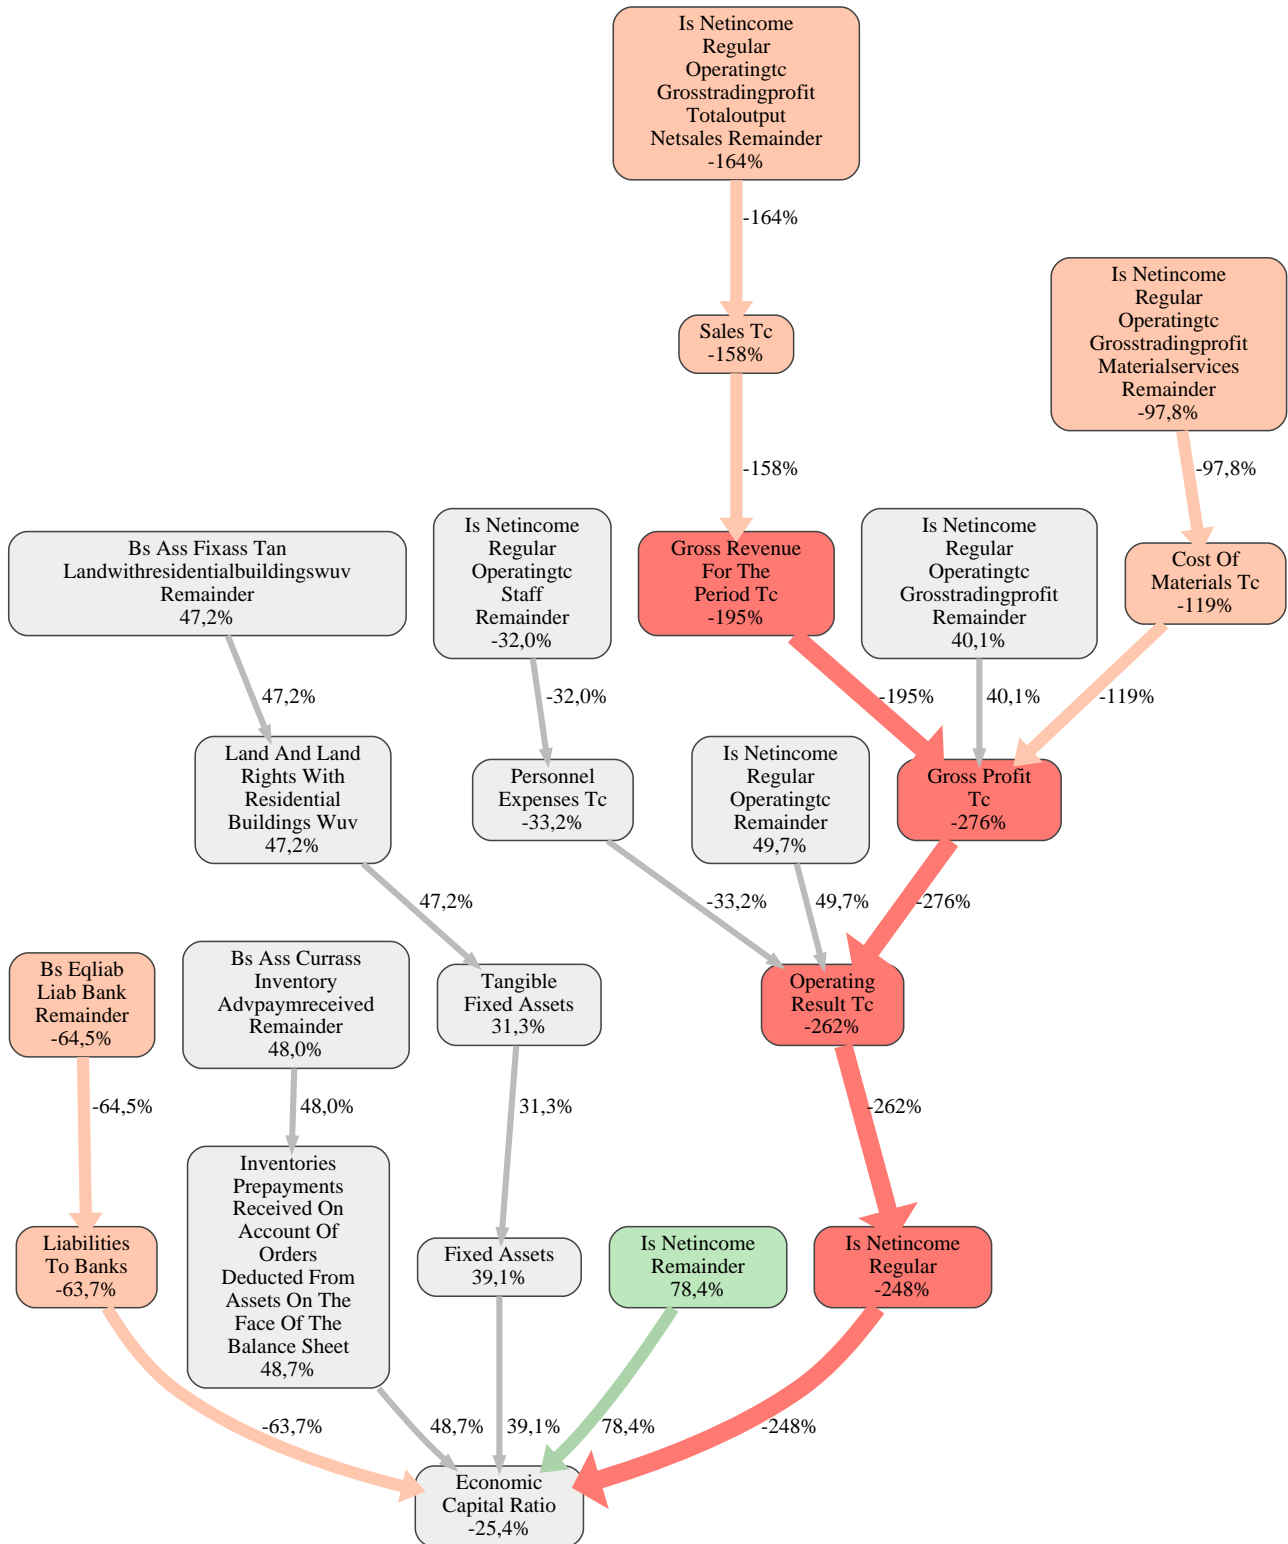 Is Netincome
Regular
Operatingtc
Grosstradingprofit
Totaloutput
Netsales Remainder
-164%
-164%
Is Netincome
Regular
Operatingtc
Grosstradingprofit
Materialservices
Remainder
-97,8%
Sales Tc
-158%
-158%
-97,8%
Bs Ass Fixass Tan
Landwithresidentialbuildingswuv
Remainder
47,2%
Is Netincome
Regular
Operatingtc
Staff
Remainder
-32,0%
Gross Revenue
For The
Period Tc
-195%
Is Netincome
Regular
Operatingtc
Grosstradingprofit
Remainder
40,1%
Cost Of
Materials Tc
-119%
47,2%
-32,0%
-195%
40,1%
-119%
Land And Land
Rights With
Residential
Buildings Wuv
47,2%
Personnel
Expenses Tc
-33,2%
Is Netincome
Regular
Operatingtc
Remainder
49,7%
Gross Profit
Tc
-276%
47,2%
-33,2%
49,7%
-276%
Bs Eqliab
Liab Bank
Remainder
-64,5%
Bs Ass Currass
Inventory
Advpaymreceived
Remainder
48,0%
Tangible
Fixed Assets
31,3%
Operating
Result Tc
-262%
-64,5%
48,0%
31,3%
-262%
Liabilities
To Banks
-63,7%
Inventories
Prepayments
Received On
Account Of
Orders
Deducted From
Assets On The
Face Of The
Balance Sheet
48,7%
Fixed Assets
39,1%
Is Netincome
Remainder
78,4%
Is Netincome
Regular
-248%
-63,7%
48,7%
39,1%
78,4%
-248%
Economic
Capital Ratio
-25,4%